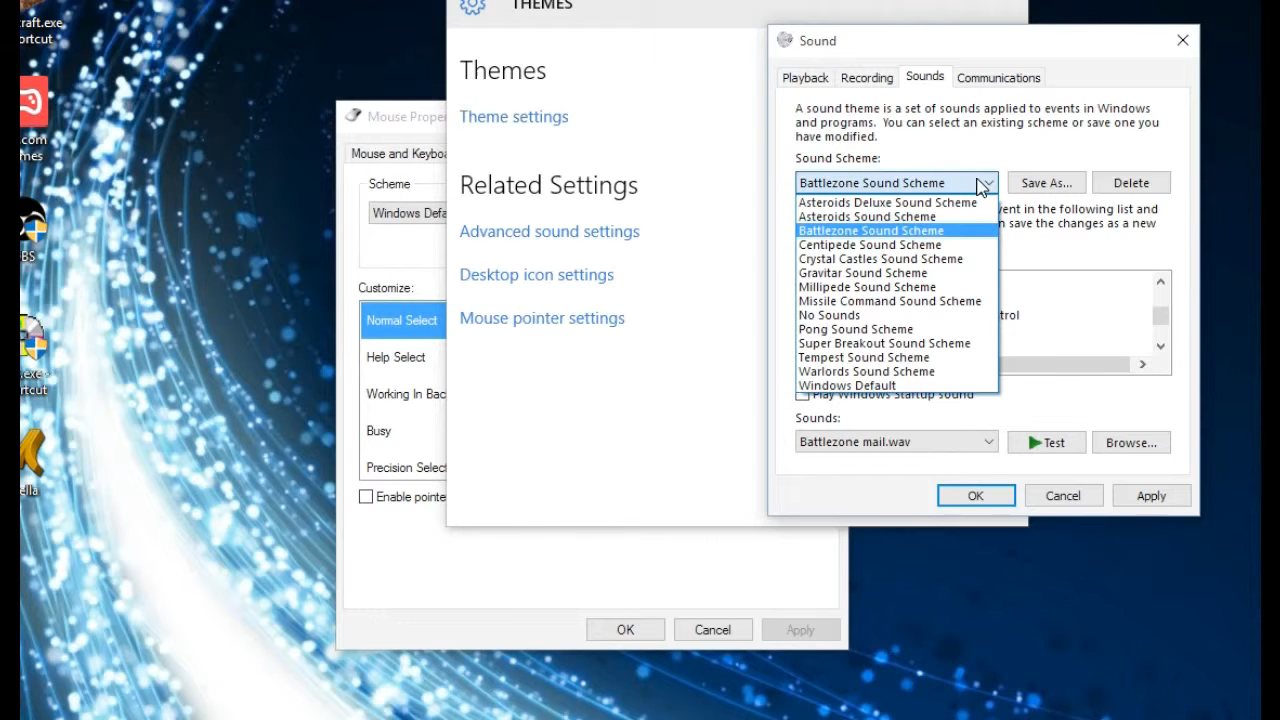 raft.exe
ortcut
.com
mes
BS
.exe -
rtcut
ella
THEMES
Themes
Theme settings
Related Settings
Advanced sound settings
Desktop icon settings
Mouse pointer settings
Mouse Proper
Mouse and Keyboa
Scheme
Windows Defa
Customize:
Normal Select
Help Select
Working In Bac
Busy
Precision Select
Enable pointe
OK
Cancel
Apply
Sound
Playback
Recording
Sounds
Communications
A sound theme is a set of sounds applied to events in Windows
and programs. You can select an existing scheme or save one you
have modified.
Sound Scheme:
Battlezone Sound Scheme
Save As...
Delete
Asteroids Deluxe Sound Scheme
Asteroids Sound Scheme
Battlezone Sound Scheme
Centipede Sound Scheme
Crystal Castles Sound Scheme
Gravitar Sound Scheme
Millipede Sound Scheme
Missile Command Sound Scheme
No Sounds
Pong Sound Scheme
Super Breakout Sound Scheme
Tempest Sound Scheme
Warlords Sound Scheme
Windows Default
vent in the following list and
n save the changes as a new
trol
Play Windows Startup sound
Sounds:
Battlezone mail.wav
Test
Browse...
OK
Cancel
Apply